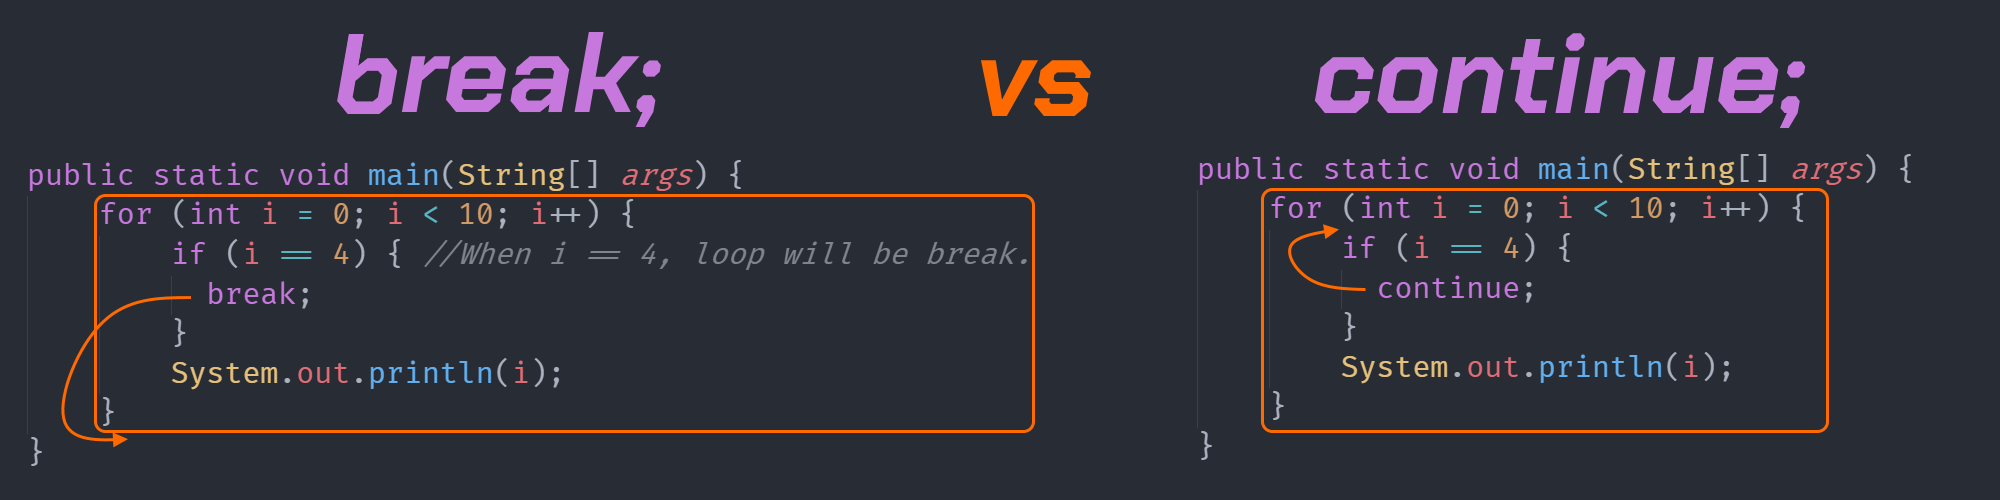 break; vs continue;
public static void main(String[] args) {
for (int i = 0; i < 10; i++) {
if (i == 4) { //When i == 4, loop will be break.
break;
}
System.out.println(i);
}
}
public static void main(String[] args) {
for (int i = 0; i < 10; i++) {
if (i == 4) {
continue;
}
System.out.println(i);
}
}